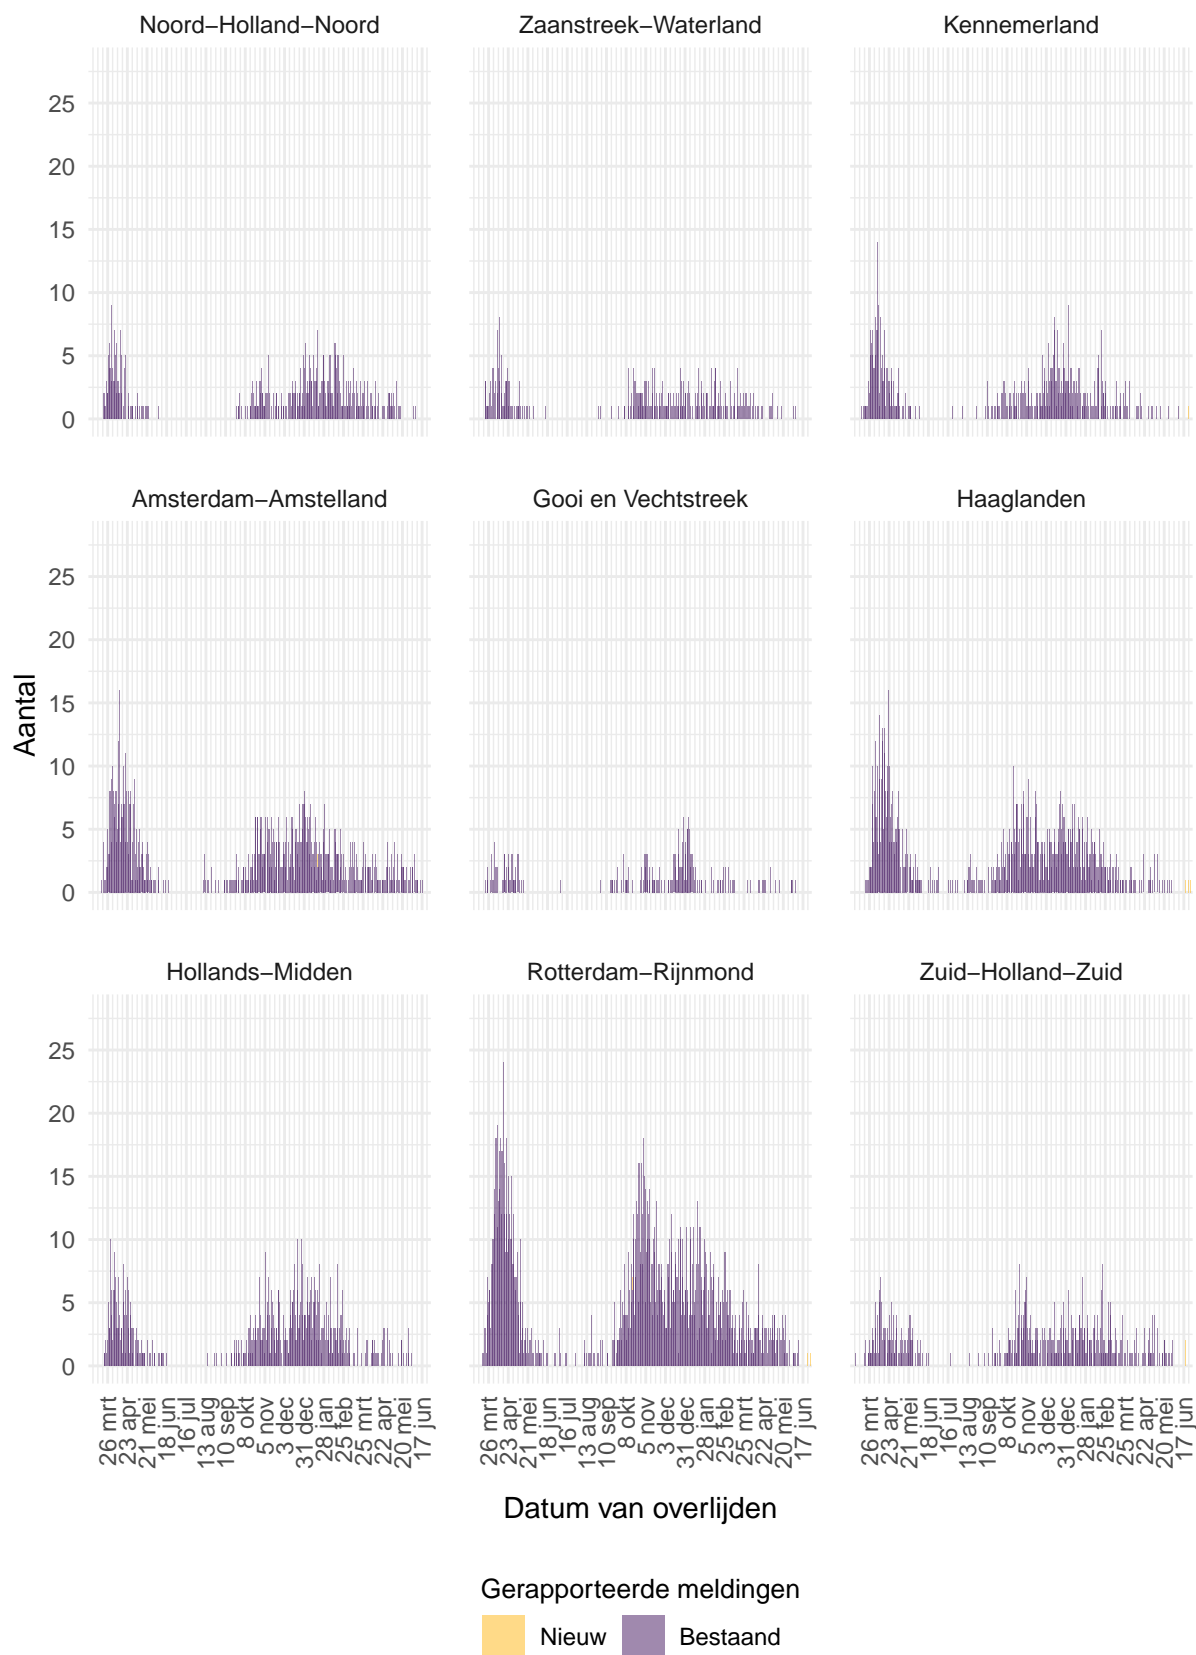 Noord−Holland−Noord Zaanstreek−Waterland Kennemerland
25
20
15
10
5
0
Amsterdam−Amstelland Gooi en Vechtstreek Haaglanden
25
20
15
10
5
0
Aantal
Hollands−Midden Rotterdam−Rijnmond Zuid−Holland−Zuid
25
20
15
10
5
0
26 mrt 23 apr 21 mei 18 jun 16 jul 13 aug 10 sep 8 okt 5 nov 3 dec 31 dec 28 jan 25 feb 25 mrt 22 apr 20 mei 17 jun
26 mrt 23 apr 21 mei 18 jun 16 jul 13 aug 10 sep 8 okt 5 nov 3 dec 31 dec 28 jan 25 feb 25 mrt 22 apr 20 mei 17 jun
26 mrt 23 apr 21 mei 18 jun 16 jul 13 aug 10 sep 8 okt 5 nov 3 dec 31 dec 28 jan 25 feb 25 mrt 22 apr 20 mei 17 jun
Datum van overlijden
Gerapporteerde meldingen
Nieuw Bestaand